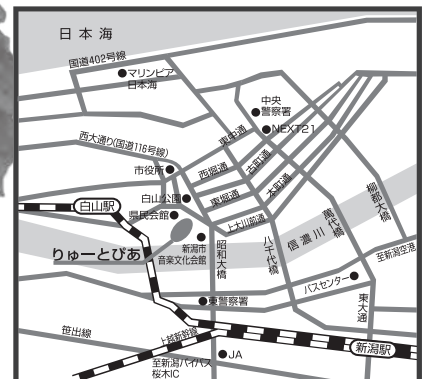 日本海
国道402号線
●マリンピア
日本海
中央
●警察署
●NEXT21
西大通り(国道116号線)
東中通
西堀通
古町通
本町通
東堀通
上大川前通
市役所●
白山公園●
県民会館●
白山駅
りゅーとぴあ
新潟市
音楽文化会館
昭和大橋
八千代橋
信濃川
萬代橋
柳都大橋
至新潟空港
バスセンター●
東大通
●東警察署
笹出線
上越新幹線
新潟駅
●JA
至新潟バイパス
桜木IC